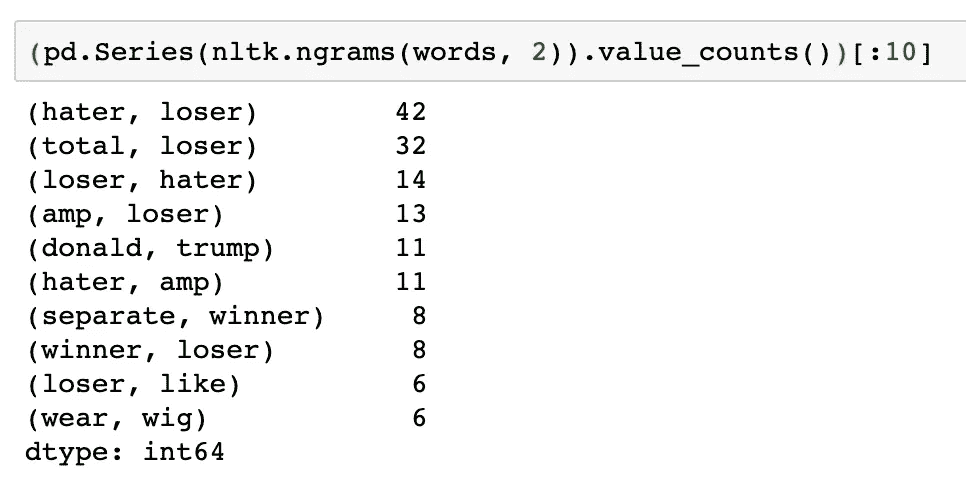 (pd.Series(nltk.ngrams(words, 2)).value_counts())[:10]
(hater, loser) 42
(total, loser) 32
(loser, hater) 14
(amp, loser) 13
(donald, trump) 11
(hater, amp) 11
(separate, winner) 8
(winner, loser) 8
(loser, like) 6
(wear, wig) 6
dtype: int64